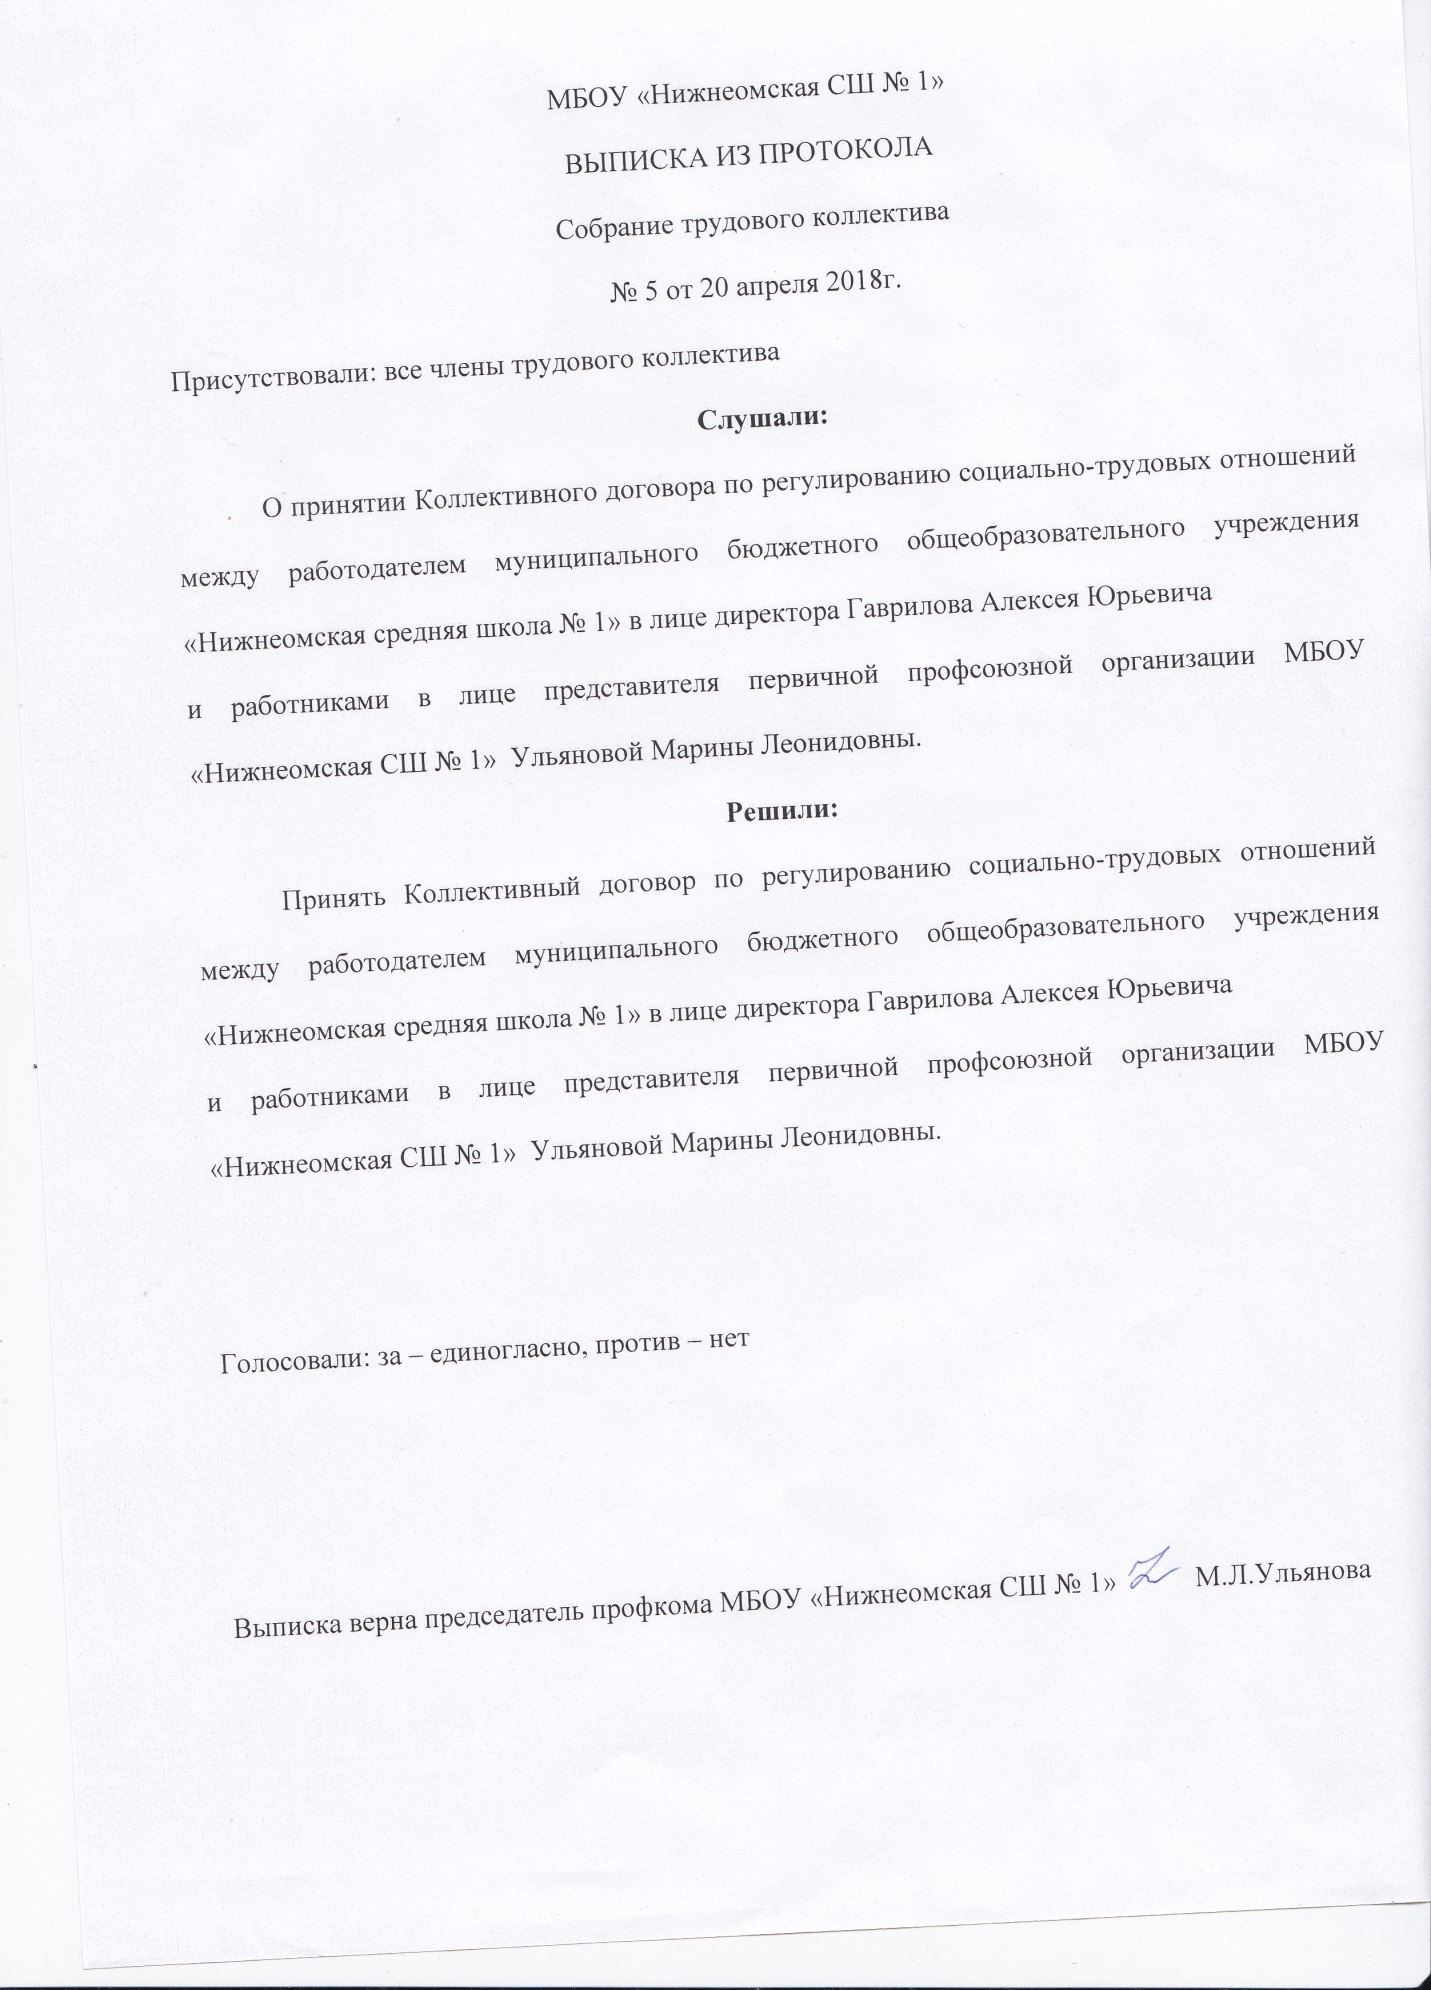 МБОУ «Нижнеомская СШ № 1»
ВЫПИСКА ИЗ ПРОТОКОЛА
Собрание трудового коллектива
№ 5 от 20 апреля 2018г.
Присутствовали: все члены трудового коллектива
Слушали:
О принятии Коллективного договора по регулированию социально-трудовых отношений
между работодателем муниципального бюджетного общеобразовательного учреждения
«Нижнеомская средняя школа № 1» в лице директора Гаврилова Алексея Юрьевича
и работниками в лице представителя первичной профсоюзной организации МБОУ
«Нижнеомская СШ № 1» Ульяновой Марины Леонидовны.
Решили:
Принять Коллективный договор по регулированию социально-трудовых отношений
между работодателем муниципального бюджетного общеобразовательного учреждения
«Нижнеомская средняя школа № 1» в лице директора Гаврилова Алексея Юрьевича
и работниками в лице представителя первичной профсоюзной организации МБОУ
«Нижнеомская СШ № 1» Ульяновой Марины Леонидовны.
Голосовали: за – единогласно, против – нет
Выписка верна председатель профкома МБОУ «Нижнеомская СШ № 1» М.Л.Ульянова